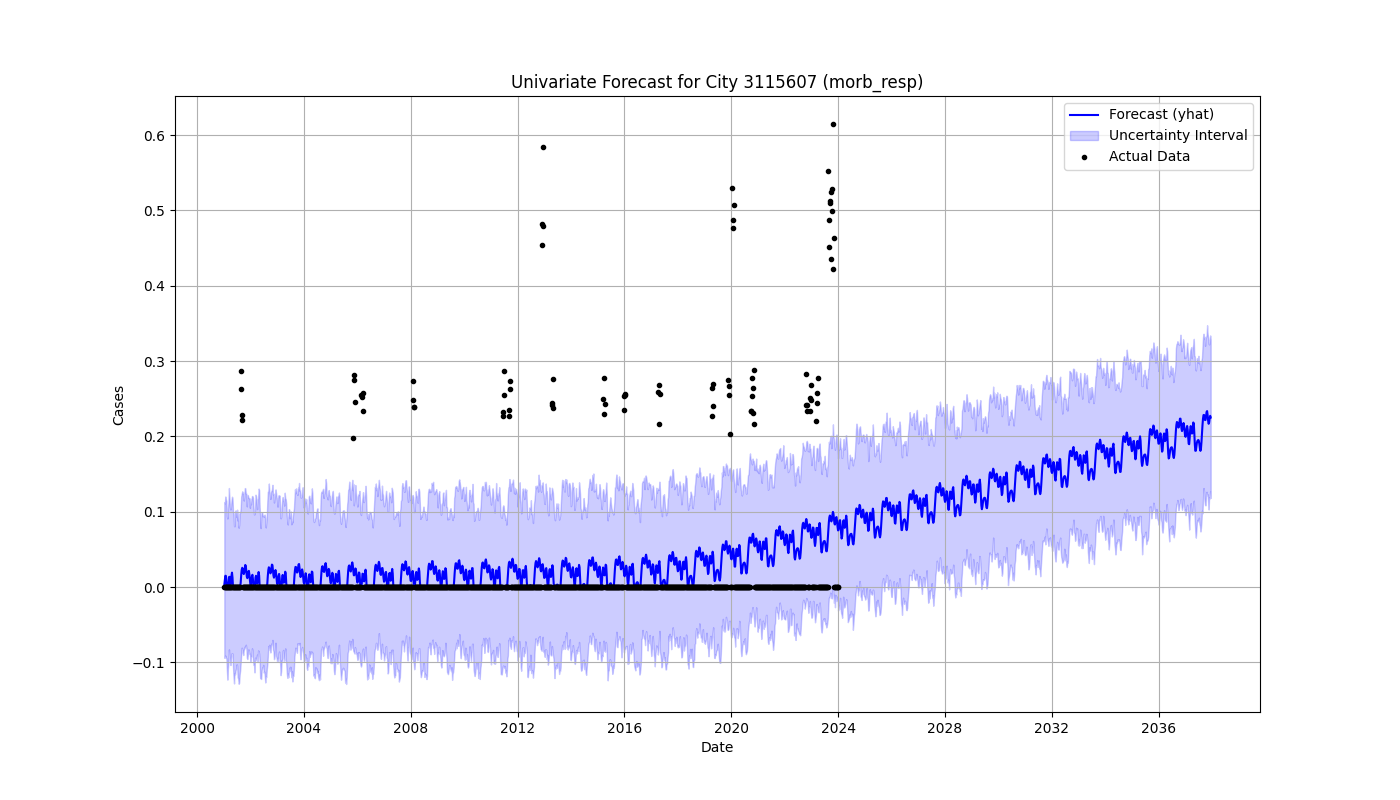 Univariate Forecast for City 3115607 (morb_resp)
Forecast (yhat)
Uncertainty Interval
Actual Data
Cases
0.6
0.5
0.4
0.3
0.2
0.1
0.0
−0.1
2000 2004 2008 2012 2016 2020 2024 2028 2032 2036
Date